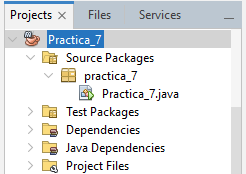 Projects × Files Services
Practica_7
Source Packages
practica_7
Practica_7.java
Test Packages
Dependencies
Java Dependencies
Project Files